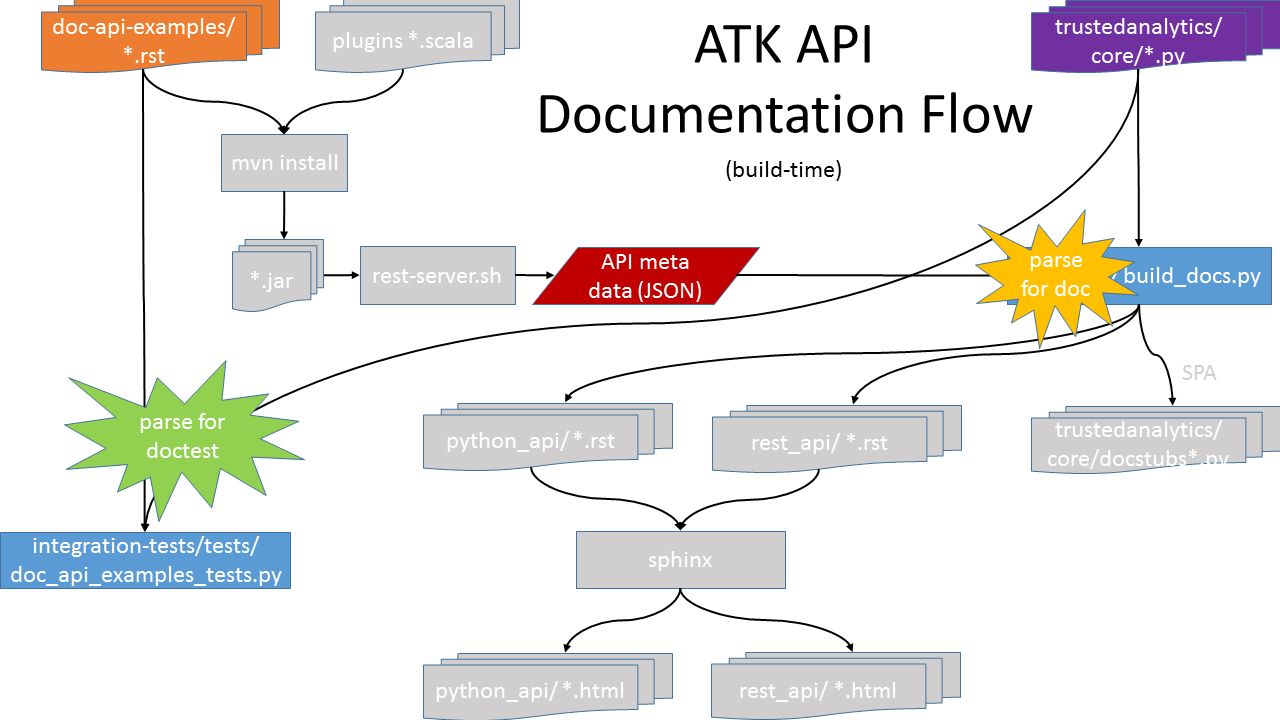 doc-api-examples/
*.rst
plugins *.scala
ATK API
Documentation Flow
(build-time)
trustedanalytics/
core/*.py
mvn install
*.jar
rest-server.sh
API meta
data (JSON)
parse
for doc
build_docs.py
SPA
parse for
doctest
python_api/ *.rst
rest_api/ *.rst
trustedanalytics/
core/docstubs*.py
integration-tests/tests/
doc_api_examples_tests.py
sphinx
python_api/ *.html
rest_api/ *.html